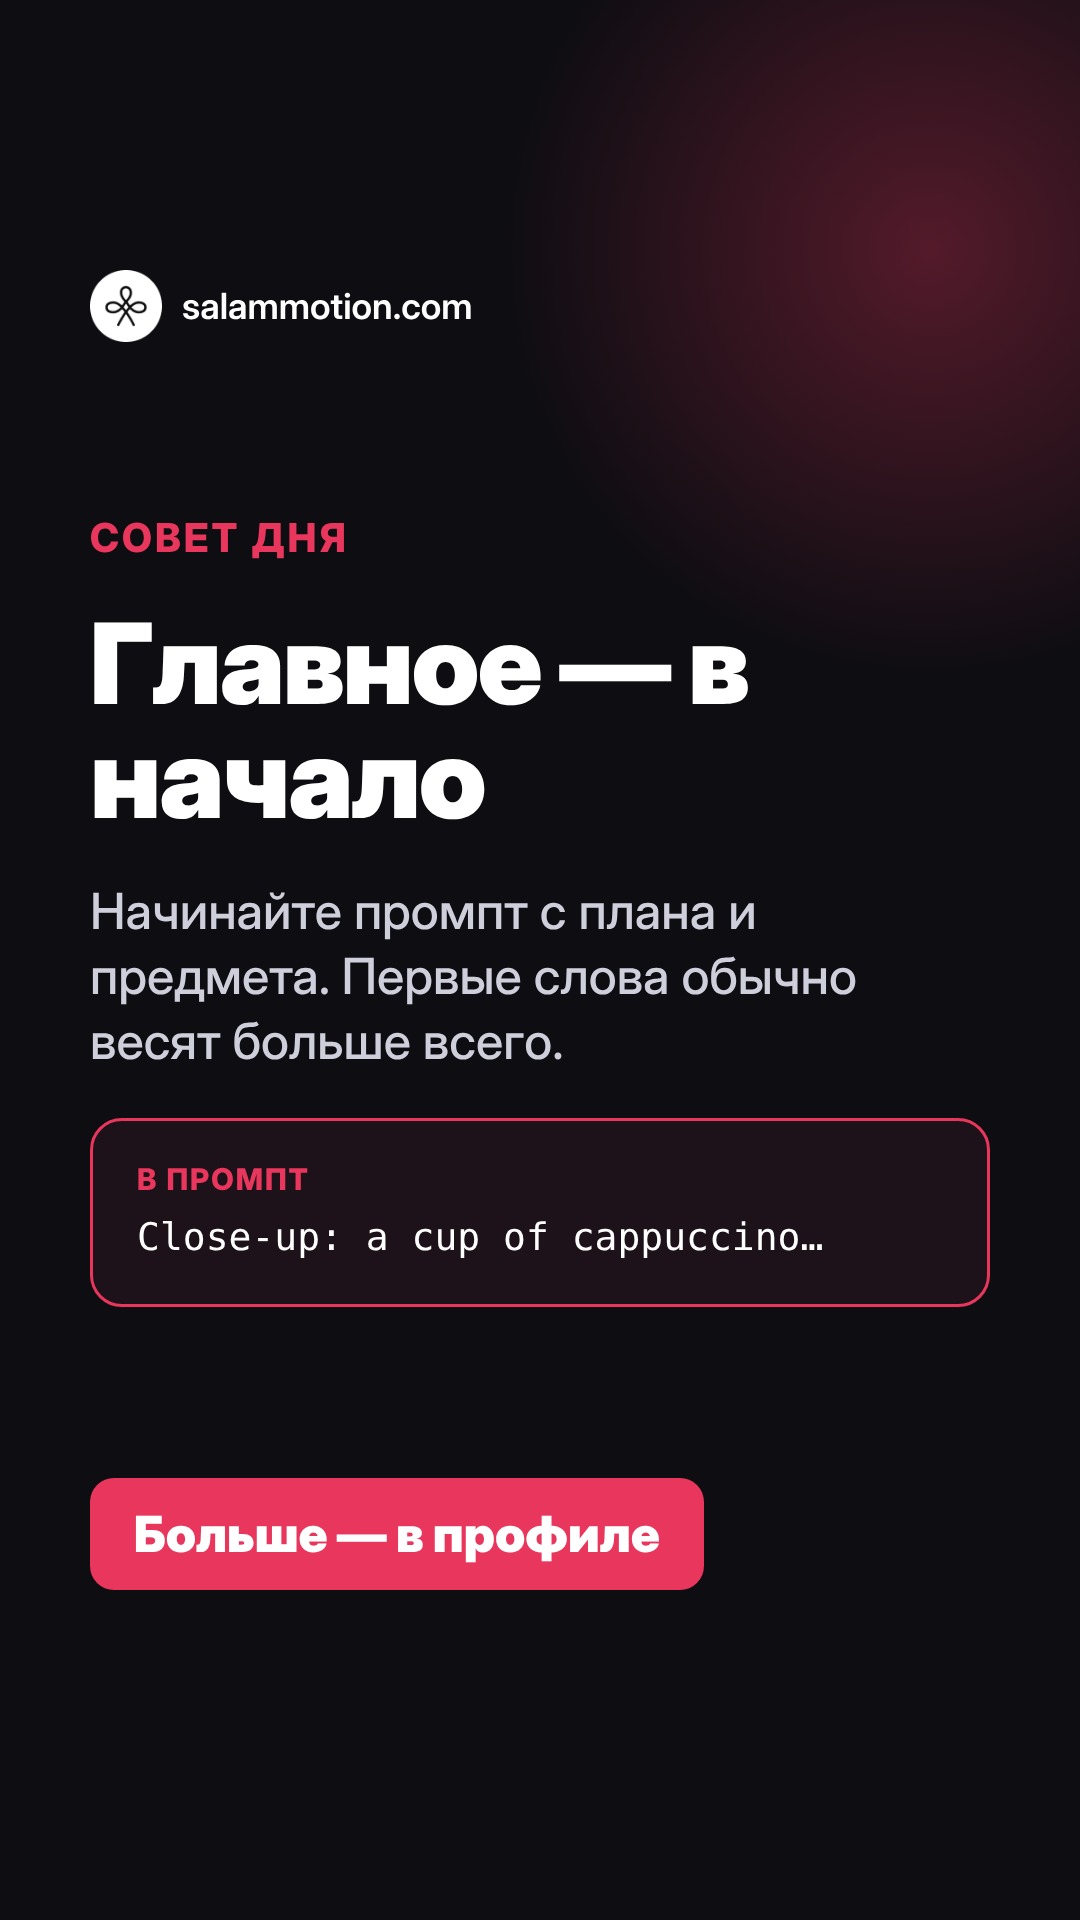 salammotion.com
СОВЕТ ДНЯ
Главное — в
начало
Начинайте промпт с плана и
предмета. Первые слова обычно
весят больше всего.
В ПРОМПТ
Close-up: a cup of cappuccino…
Больше — в профиле